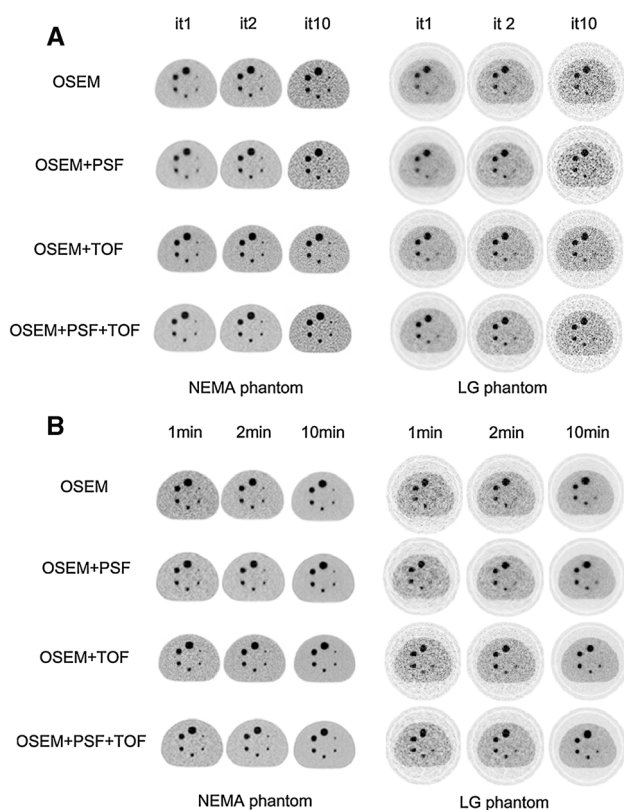 A
it1 it2 it10 it1 it 2 it10
OSEM
OSEM+PSF
OSEM+TOF
OSEM+PSF+TOF
NEMA phantom LG phantom
B
1min 2min 10min 1min 2min 10min
OSEM
OSEM+PSF
OSEM+TOF
OSEM+PSF+TOF
NEMA phantom LG phantom